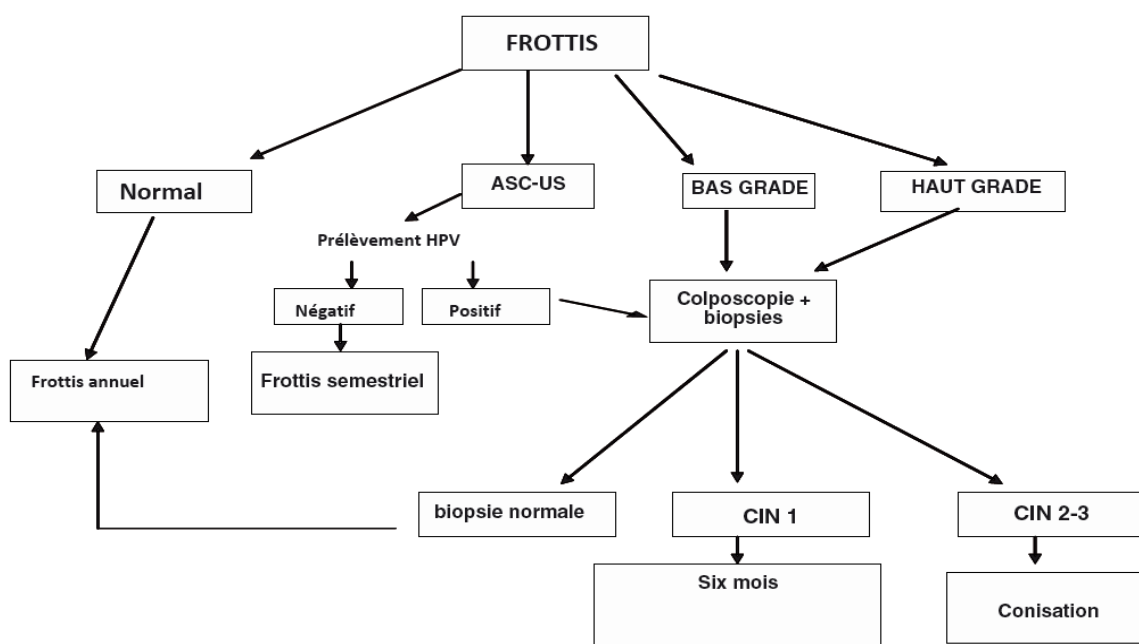 FROTTIS
Normal
ASC-US
BAS GRADE
HAUT GRADE
Prélèvement HPV
Négatif
Positif
Colposcopie +
biopsies
Frottis annuel
Frottis semestriel
biopsie normale
CIN 1
CIN 2-3
Six mois
Conisation